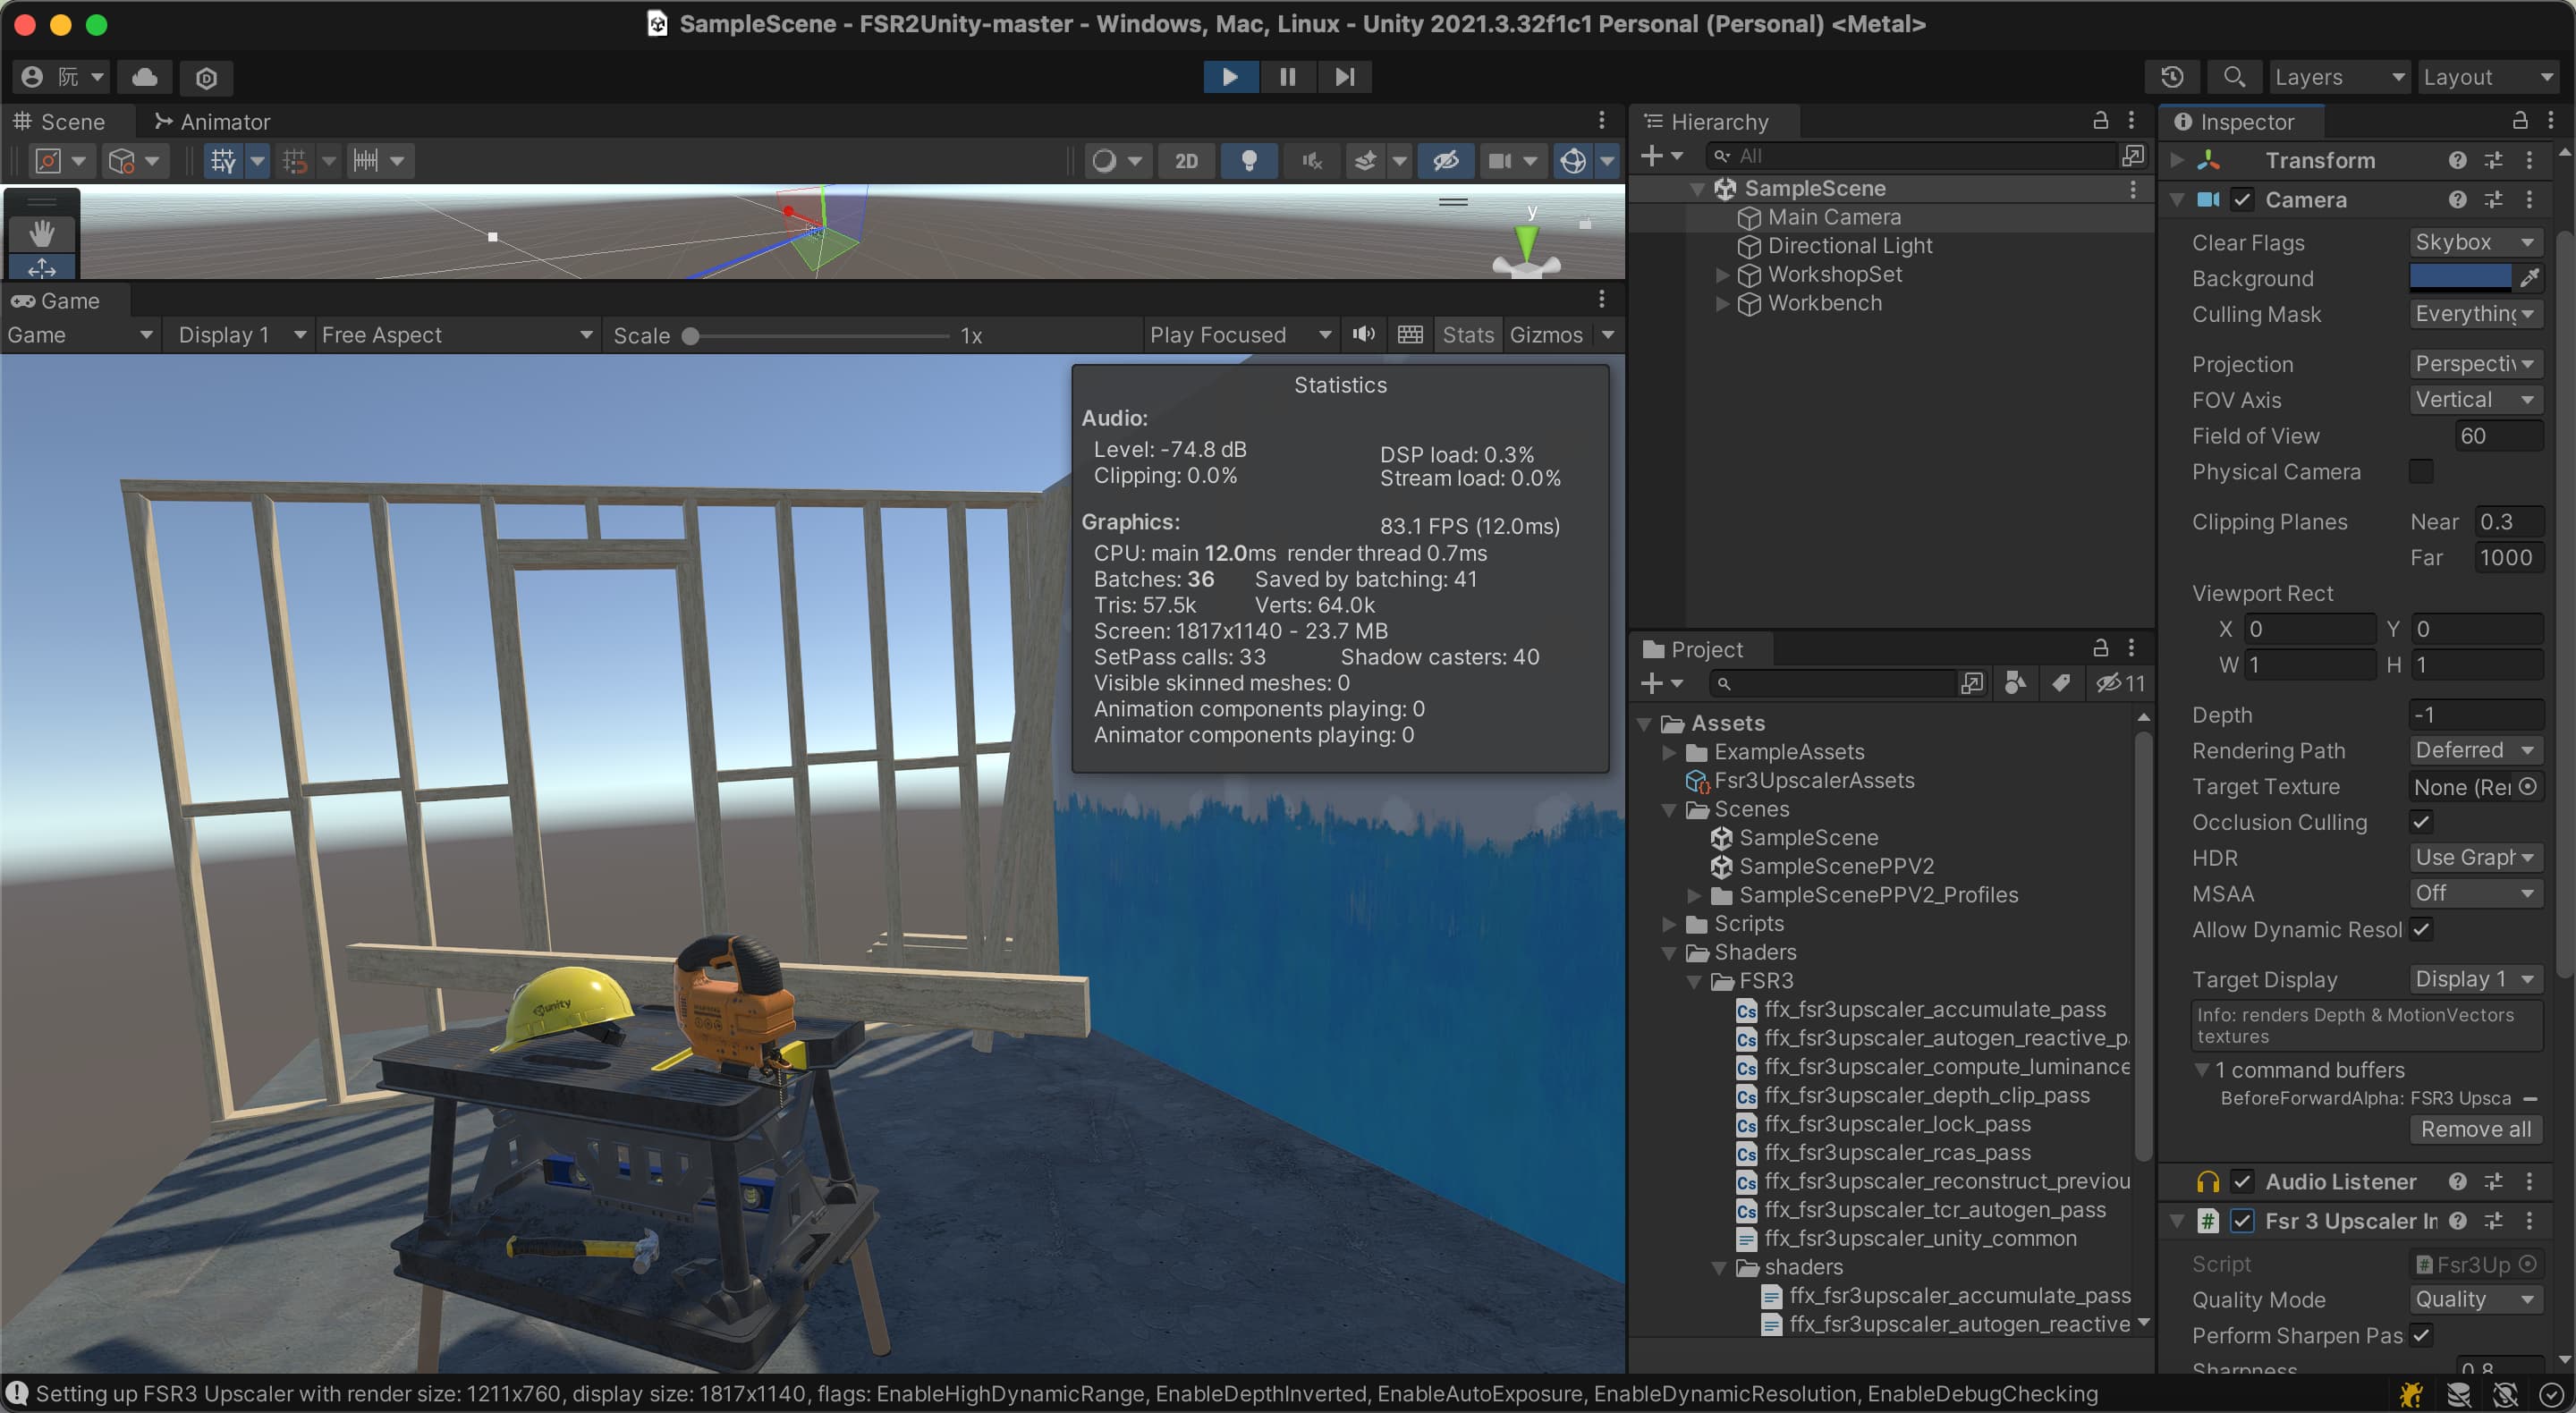 SampleScene - FSR2Unity-master - Windows, Mac, Linux - Unity 2021.3.32f1c1 Personal (Personal) <Metal>
阮
Layers
Layout
Scene
Animator
2D
y
Game
Game
Display 1
Free Aspect
Scale
1x
Play Focused
Stats
Gizmos
Statistics
Audio:
Level: -74.8 dB
DSP load: 0.3%
Clipping: 0.0%
Stream load: 0.0%
Graphics:
83.1 FPS (12.0ms)
CPU: main 12.0ms render thread 0.7ms
Batches: 36 Saved by batching: 41
Tris: 57.5k Verts: 64.0k
Screen: 1817x1140 - 23.7 MB
SetPass calls: 33 Shadow casters: 40
Visible skinned meshes: 0
Animation components playing: 0
Animator components playing: 0
unity
Hierarchy
All
SampleScene
Main Camera
Directional Light
WorkshopSet
Workbench
Project
11
Assets
ExampleAssets
Fsr3UpscalerAssets
Scenes
SampleScene
SampleScenePPV2
SampleScenePPV2_Profiles
Scripts
Shaders
FSR3
ffx_fsr3upscaler_accumulate_pass
ffx_fsr3upscaler_autogen_reactive_p
ffx_fsr3upscaler_compute_luminance
ffx_fsr3upscaler_depth_clip_pass
ffx_fsr3upscaler_lock_pass
ffx_fsr3upscaler_rcas_pass
ffx_fsr3upscaler_reconstruct_previou
ffx_fsr3upscaler_tcr_autogen_pass
ffx_fsr3upscaler_unity_common
shaders
ffx_fsr3upscaler_accumulate_pass
ffx_fsr3upscaler_autogen_reactive
Inspector
Transform
Camera
Clear Flags Skybox
Background
Culling Mask Everything
Projection Perspectiv
FOV Axis Vertical
Field of View 60
Physical Camera
Clipping Planes Near 0.3
Far 1000
Viewport Rect
X 0 Y 0
W 1 H 1
Depth -1
Rendering Path Deferred
Target Texture None (Rei
Occlusion Culling
HDR Use Graph
MSAA Off
Allow Dynamic Resol
Target Display Display 1
Info: renders Depth & MotionVectors
textures
1 command buffers
BeforeForwardAlpha: FSR3 Upsca
Remove all
Audio Listener
Fsr 3 Upscaler Im
Script Fsr3Up
Quality Mode Quality
Perform Sharpen Pas
Sharpness 0.8
Setting up FSR3 Upscaler with render size: 1211x760, display size: 1817x1140, flags: EnableHighDynamicRange, EnableDepthInverted, EnableAutoExposure, EnableDynamicResolution, EnableDebugChecking